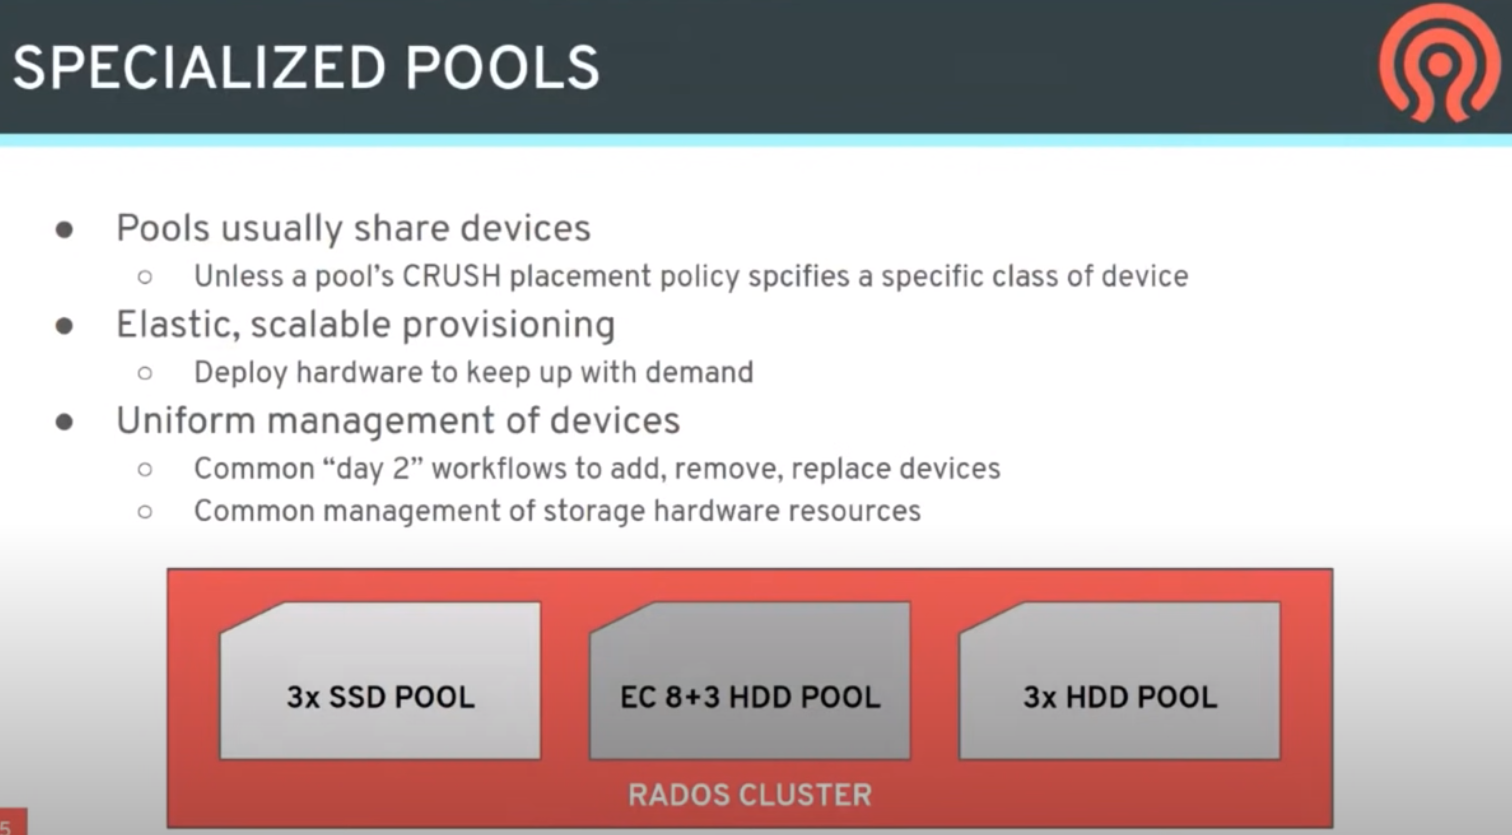 SPECIALIZED POOLS
● Pools usually share devices
○ Unless a pool's CRUSH placement policy spcifies a specific class of device
● Elastic, scalable provisioning
○ Deploy hardware to keep up with demand
● Uniform management of devices
○ Common “day 2” workflows to add, remove, replace devices
○ Common management of storage hardware resources
3x SSD POOL
EC 8+3 HDD POOL
3x HDD POOL
RADOS CLUSTER
5